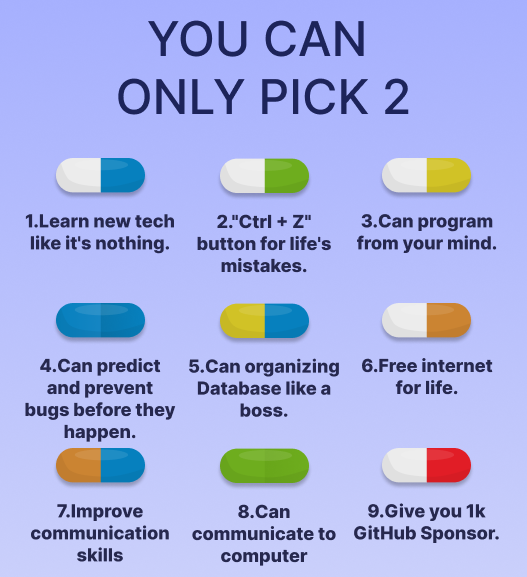 YOU CAN
ONLY PICK 2
1.Learn new tech
like it's nothing.
2."Ctrl + Z"
button for life's
mistakes.
3.Can program
from your mind.
4.Can predict
and prevent
bugs before they
happen.
5.Can organizing
Database like a
boss.
6.Free internet
for life.
7.Improve
communication
skills
8.Can
communicate to
computer
9.Give you 1k
GitHub Sponsor.